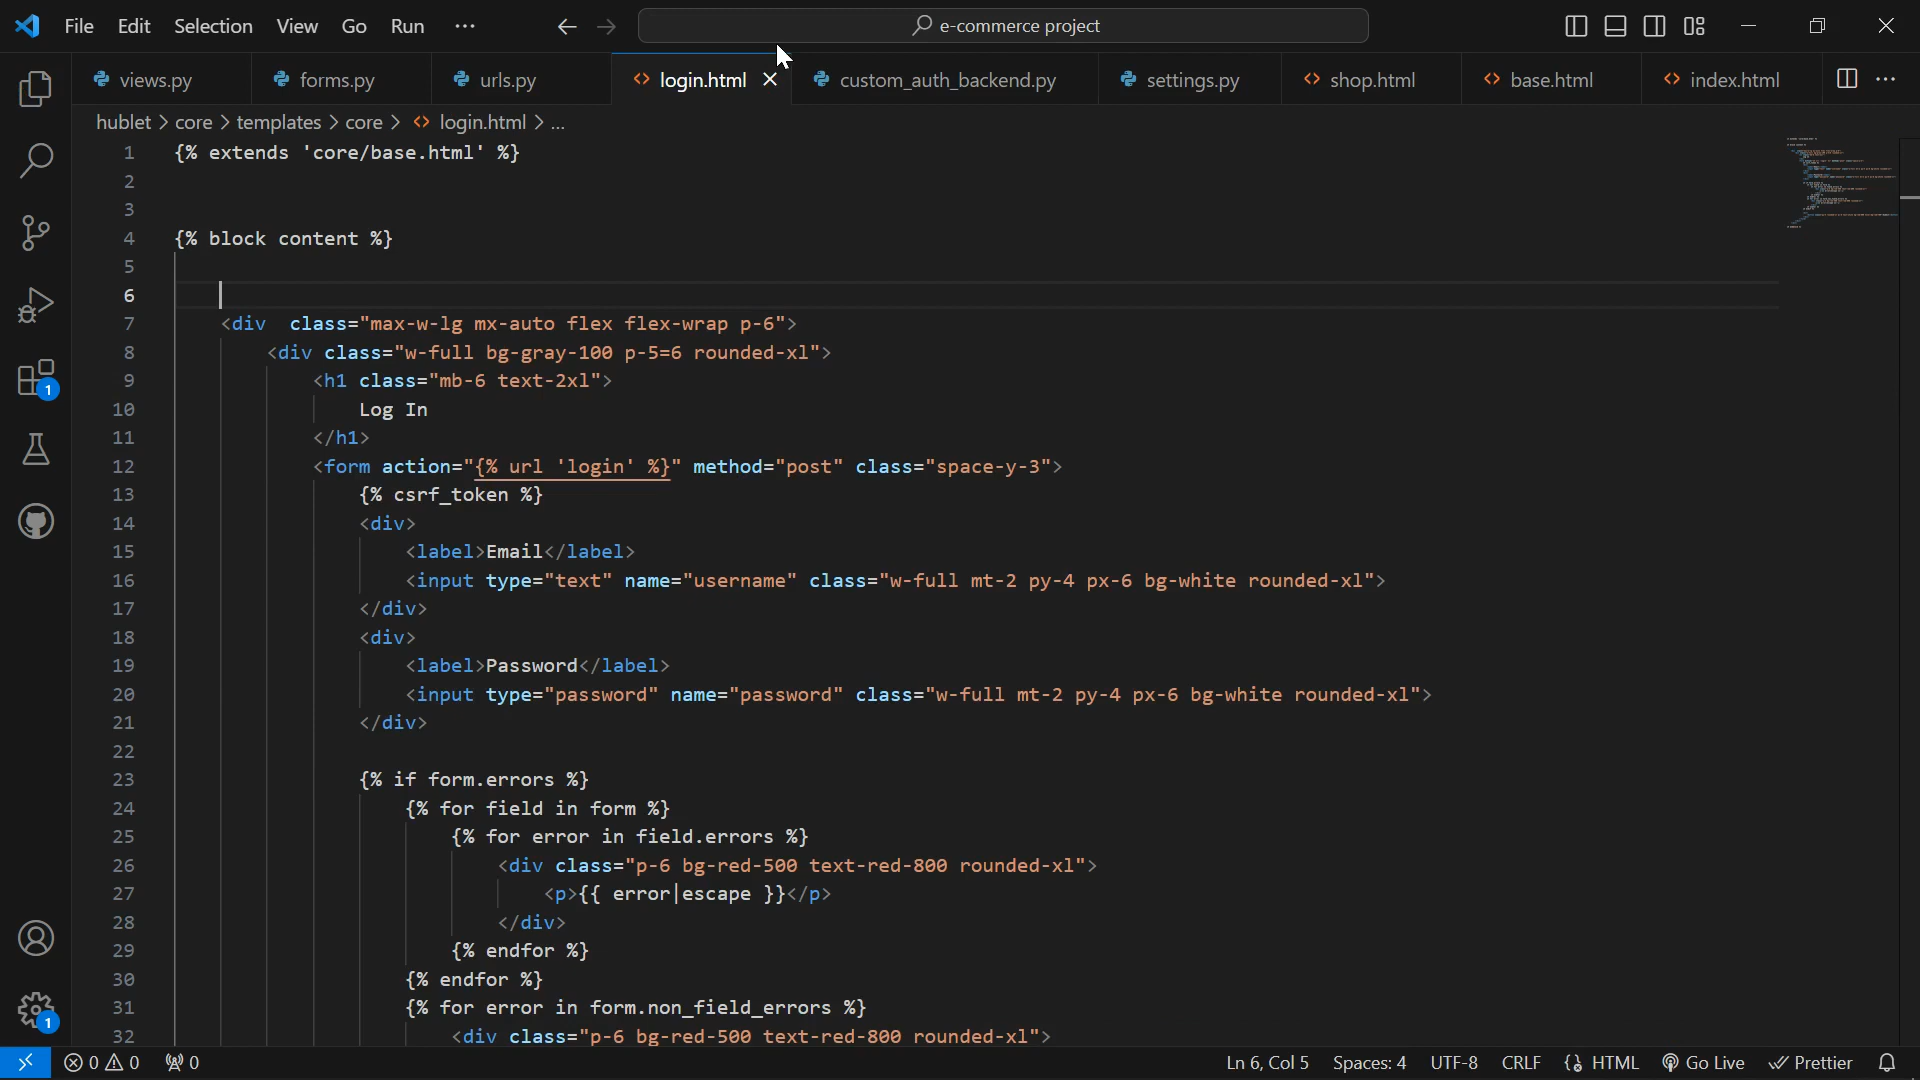 File Edit Selection View Go Run ··· e-commerce project
views.py forms.py urls.py login.html custom_auth_backend.py settings.py shop.html base.html index.html
hublet > core > templates > core > login.html > ...
1 {% extends 'core/base.html' %}
2
3
4 {% block content %}
5
6
7 <div  class="max-w-lg mx-auto flex flex-wrap p-6">
8 <div class="w-full bg-gray-100 p-5=6 rounded-xl">
9 <h1 class="mb-6 text-2xl">
10 Log In
11 </h1>
12 <form action="{% url 'login' %}" method="post" class="space-y-3">
13 {% csrf_token %}
14 <div>
15 <label>Email</label>
16 <input type="text" name="username" class="w-full mt-2 py-4 px-6 bg-white rounded-xl">
17 </div>
18 <div>
19 <label>Password</label>
20 <input type="password" name="password" class="w-full mt-2 py-4 px-6 bg-white rounded-xl">
21 </div>
22
23 {% if form.errors %}
24 {% for field in form %}
25 {% for error in field.errors %}
26 <div class="p-6 bg-red-500 text-red-800 rounded-xl">
27 <p>{{ error|escape }}</p>
28 </div>
29 {% endfor %}
30 {% endfor %}
31 {% for error in form.non_field_errors %}
32 <div class="p-6 bg-red-500 text-red-800 rounded-xl">
1
1
0 0 0 Ln 6, Col 5 Spaces: 4 UTF-8 CRLF HTML Go Live Prettier